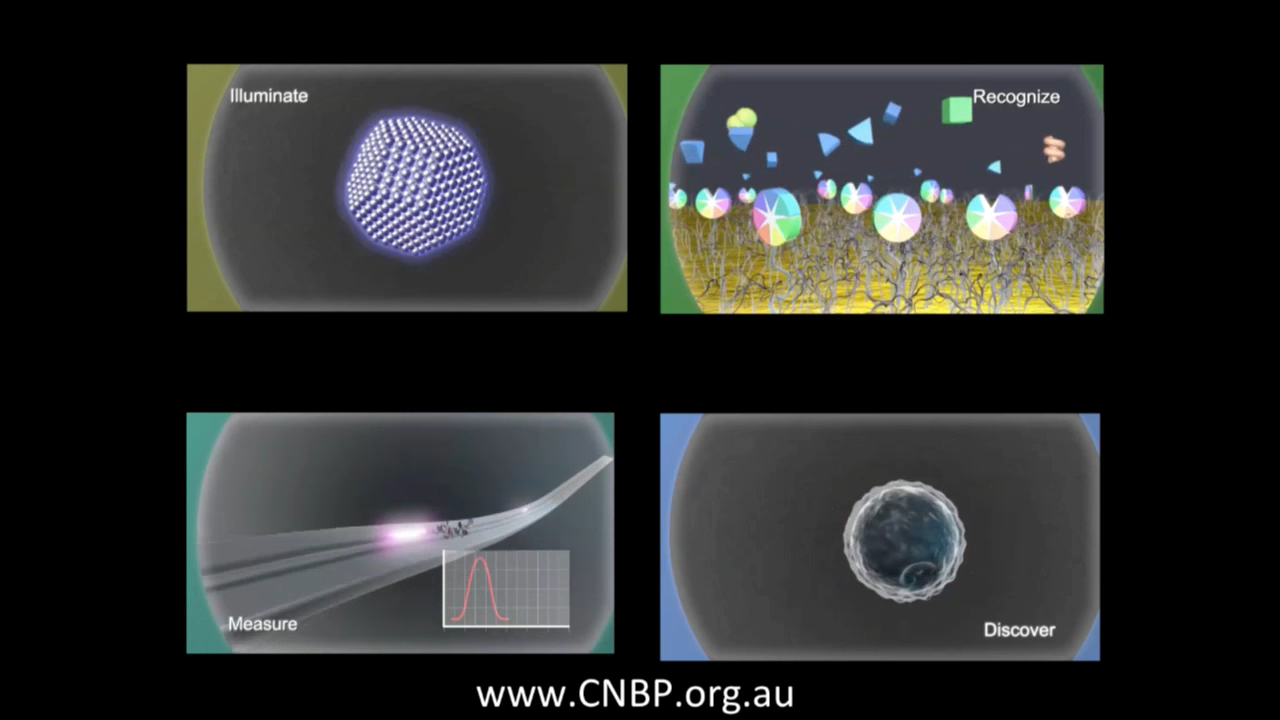 Illuminate
Recognize
Measure
Discover
www.CNBP.org.au